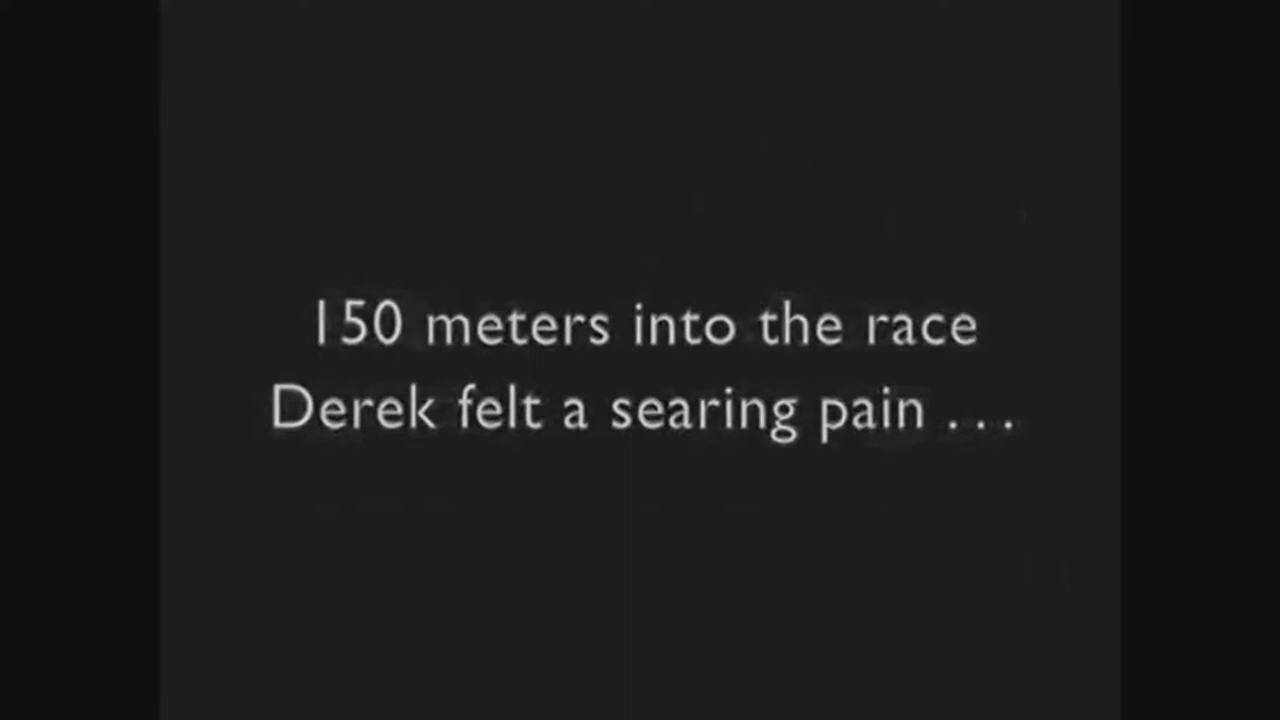 150 meters into the race
Derek felt a searing pain . . .